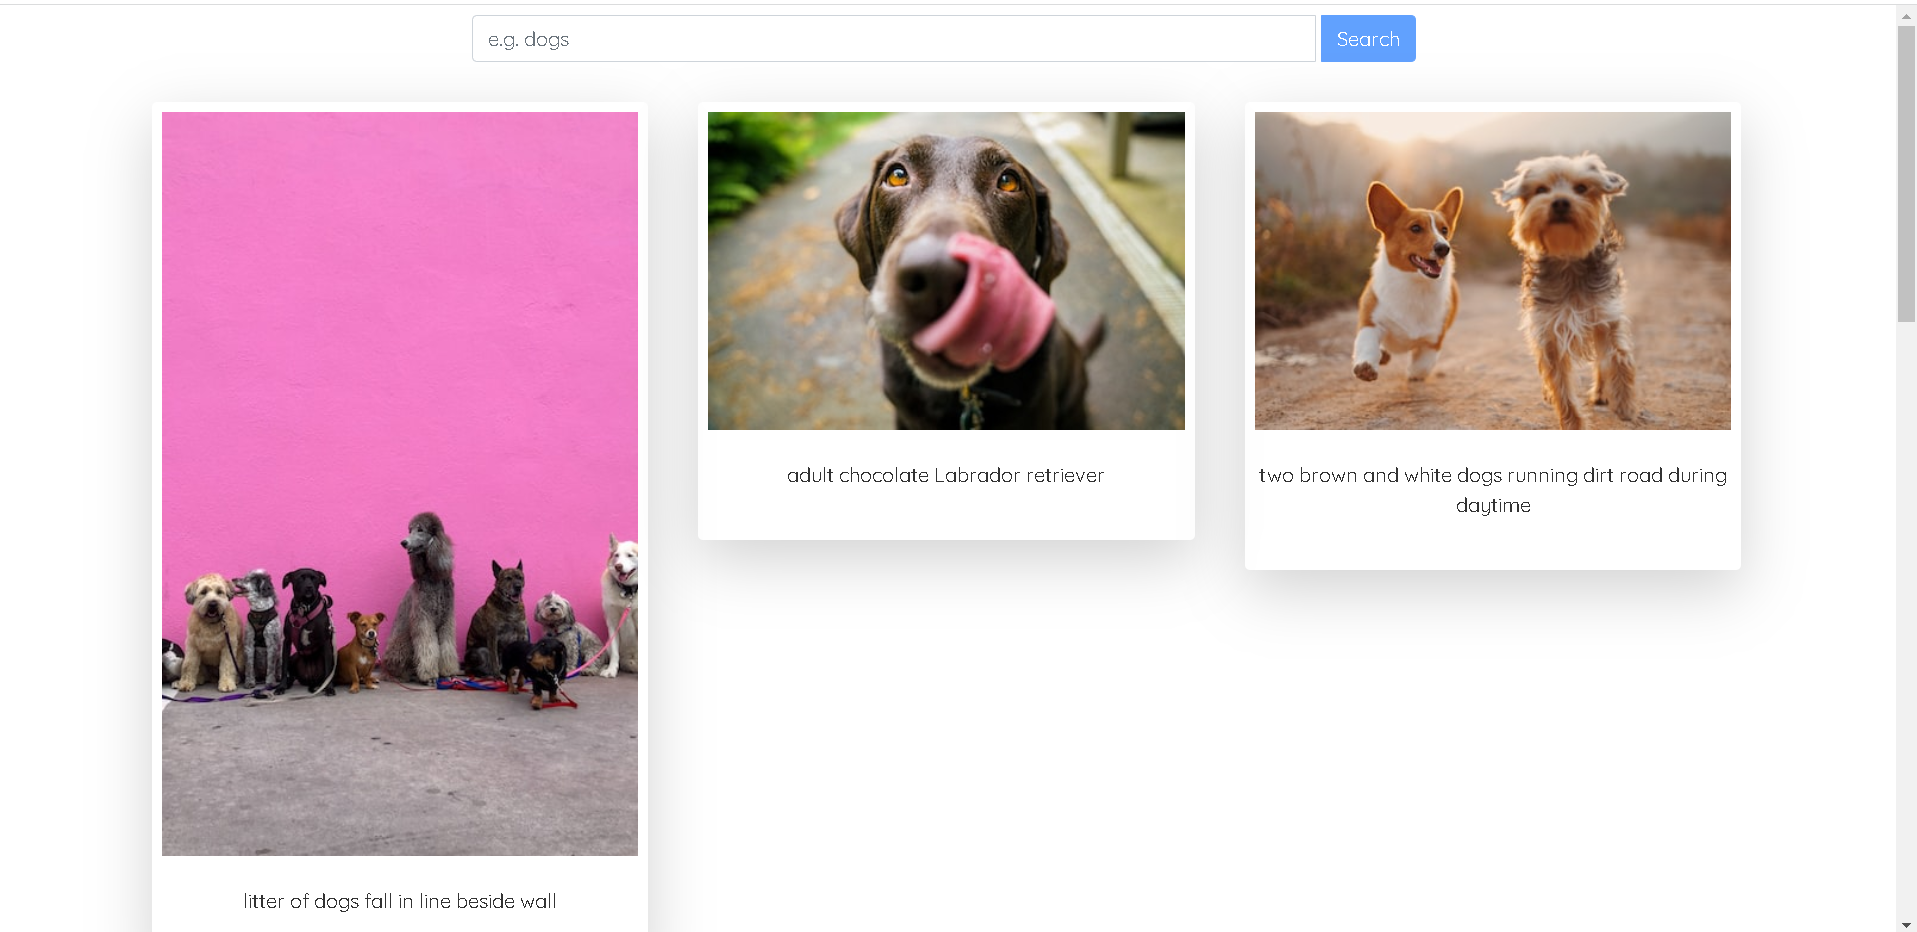 e.g. dogs
Search
adult chocolate Labrador retriever
two brown and white dogs running dirt road during
daytime
litter of dogs fall in line beside wall